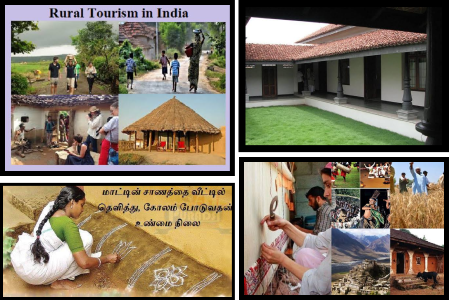 Rural Tourism in India
மாட்டின் சாணத்தை வீட்டில்
தெளித்து, கோலம் போடுவதன்
உண்மை நிலை